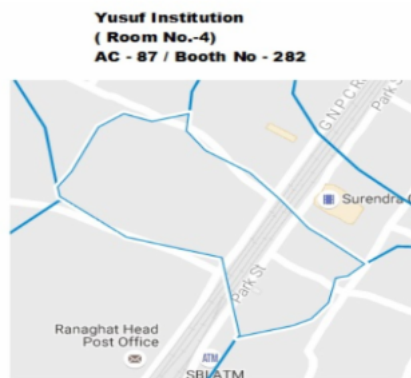 Yusuf Institution
( Room No.-4)
AC - 87 / Booth No - 282
GNPCR
Park S
Surendra
Park St
Ranaghat Head
Post Office
ATM
SBI ATM